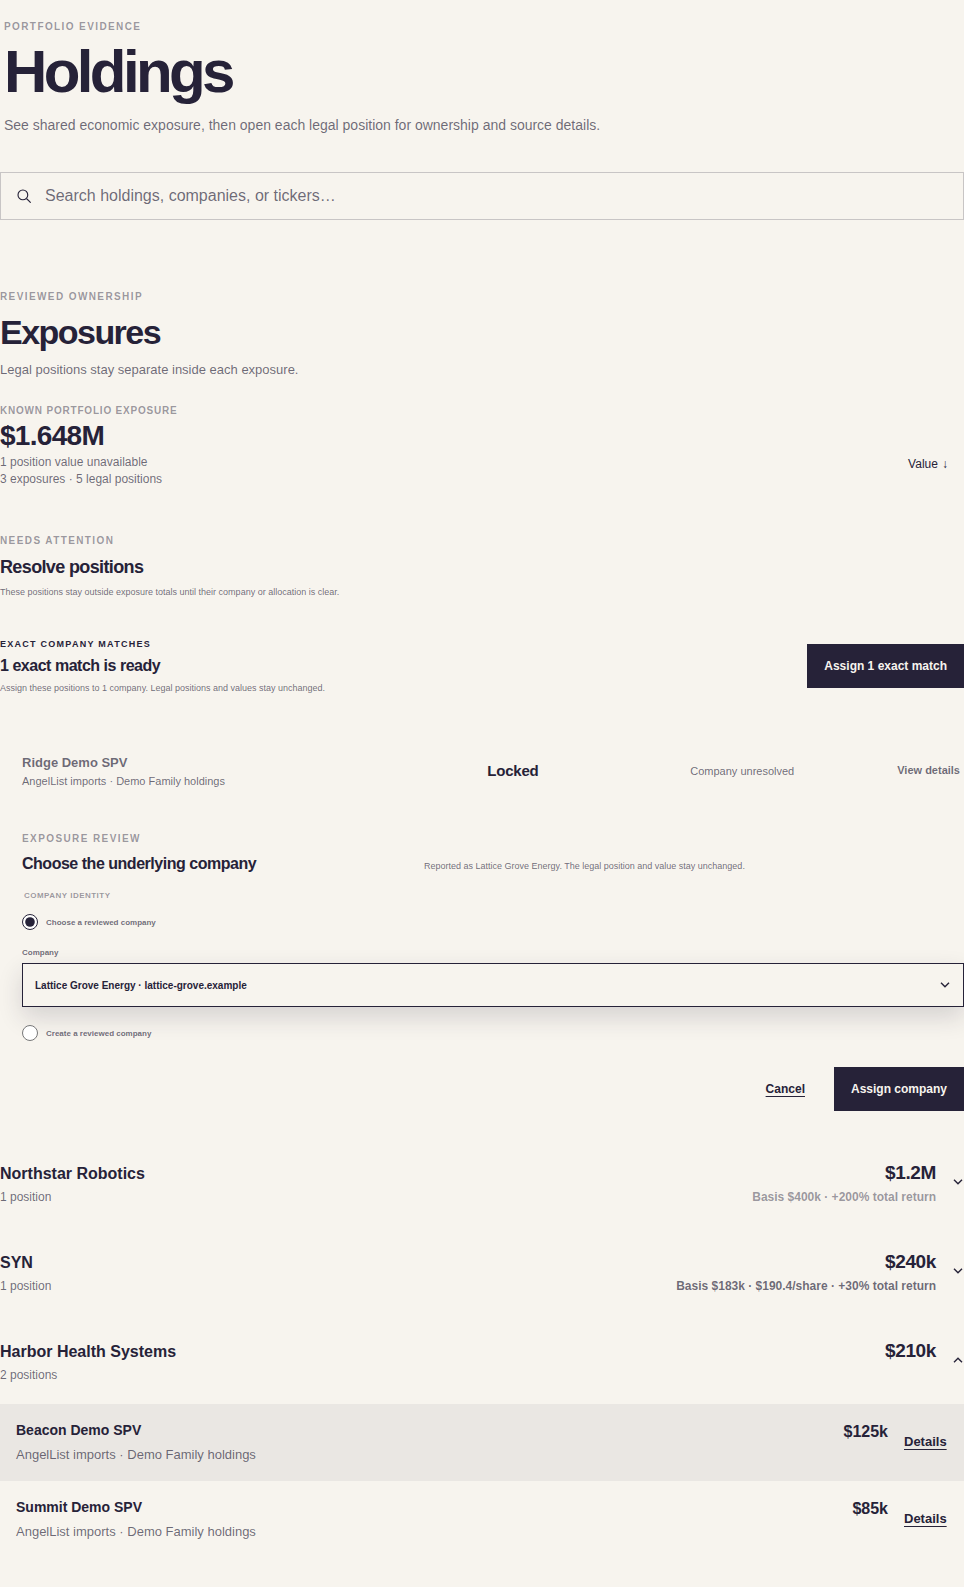 PORTFOLIO EVIDENCE
Holdings
See shared economic exposure, then open each legal position for ownership and source details.
Search holdings, companies, or tickers…
REVIEWED OWNERSHIP
Exposures
Legal positions stay separate inside each exposure.
KNOWN PORTFOLIO EXPOSURE
$1.648M
1 position value unavailable
3 exposures · 5 legal positions
Value ↓
NEEDS ATTENTION
Resolve positions
These positions stay outside exposure totals until their company or allocation is clear.
EXACT COMPANY MATCHES
1 exact match is ready
Assign these positions to 1 company. Legal positions and values stay unchanged.
Assign 1 exact match
Ridge Demo SPV
AngelList imports · Demo Family holdings
Locked
Company unresolved
View details
EXPOSURE REVIEW
Choose the underlying company
Reported as Lattice Grove Energy. The legal position and value stay unchanged.
COMPANY IDENTITY
Choose a reviewed company
Company
Lattice Grove Energy · lattice-grove.example
Create a reviewed company
Cancel
Assign company
Northstar Robotics
1 position
$1.2M
Basis $400k · +200% total return
SYN
1 position
$240k
Basis $183k · $190.4/share · +30% total return
Harbor Health Systems
2 positions
$210k
Beacon Demo SPV
AngelList imports · Demo Family holdings
$125k
Details
Summit Demo SPV
AngelList imports · Demo Family holdings
$85k
Details